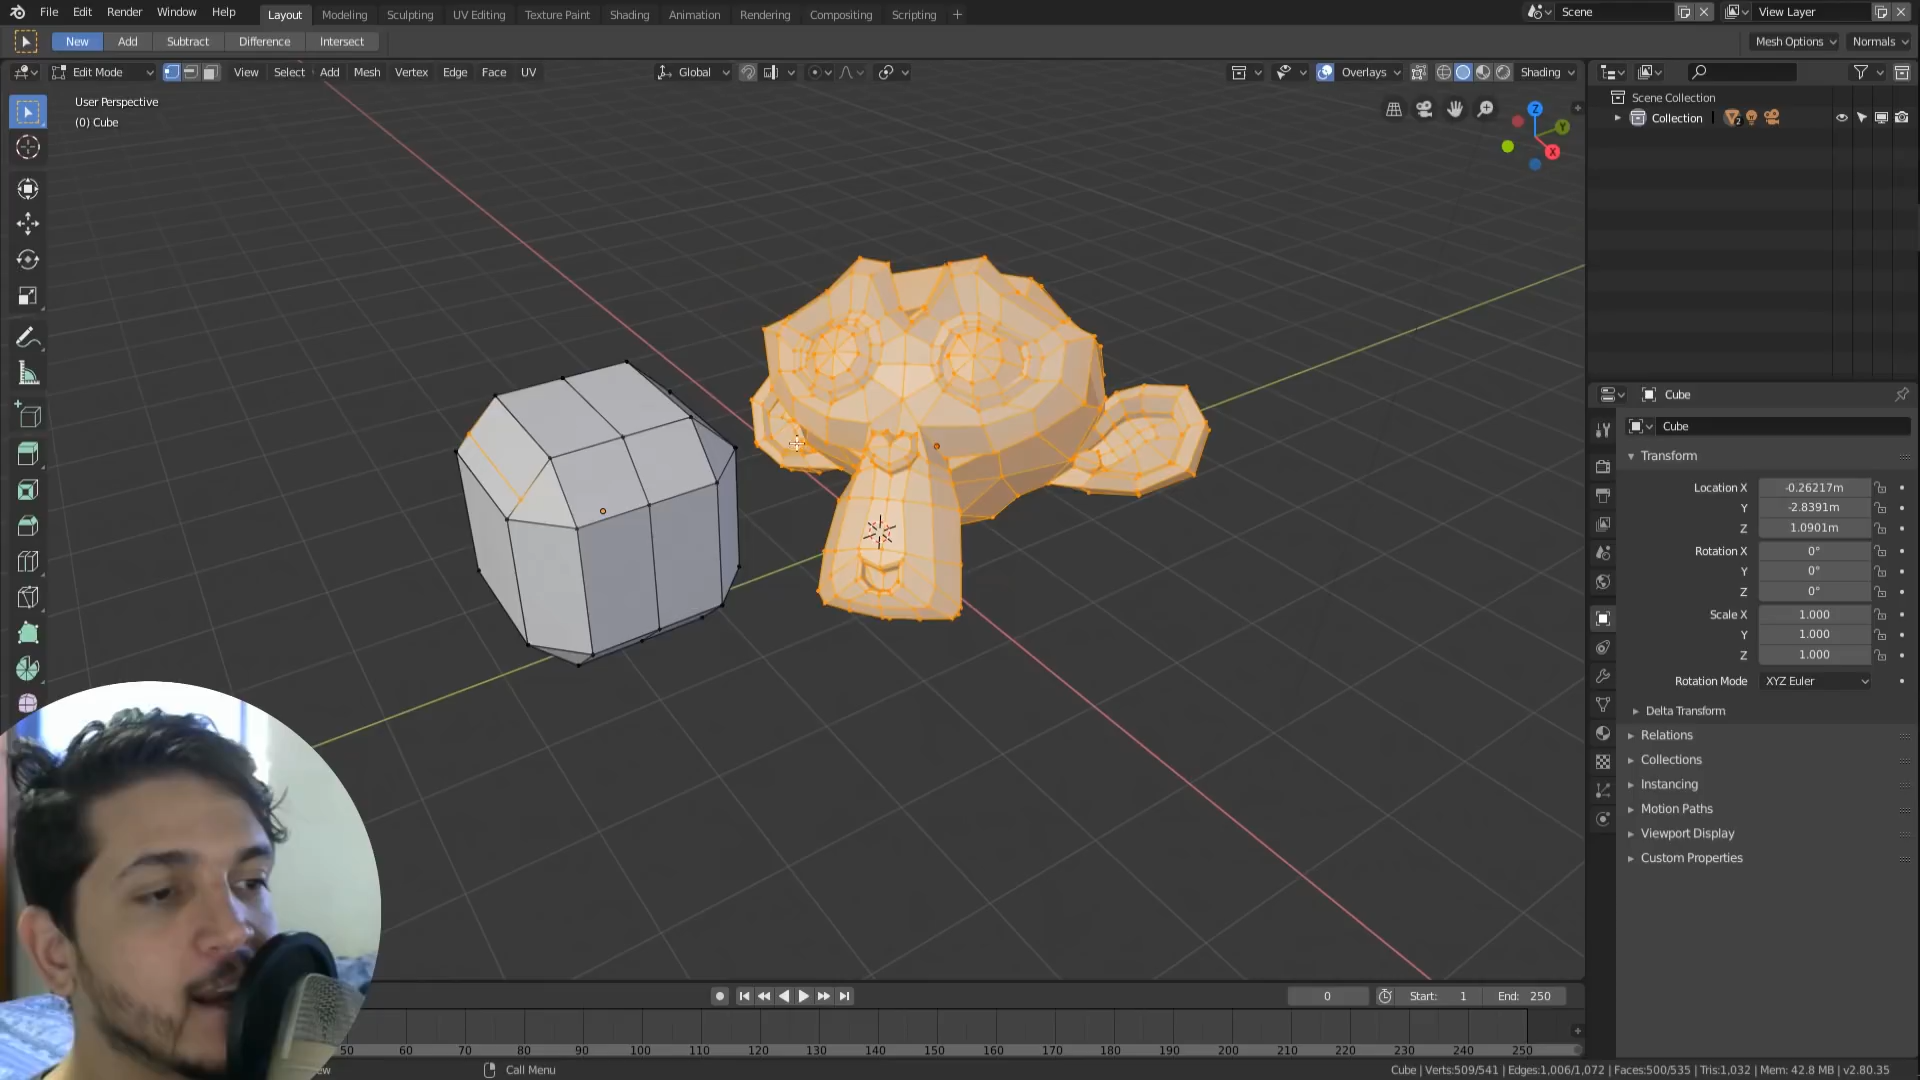 File Edit Render Window Help
Layout Modeling Sculpting UV Editing Texture Paint Shading Animation Rendering Compositing Scripting +
Scene
View Layer
New Add Subtract Difference Intersect
Mesh Options Normals
Edit Mode View Select Add Mesh Vertex Edge Face UV
Global
Overlays Shading
User Perspective
(0) Cube
Z
Y
X
Scene Collection
Collection 2
Cube
Cube
Transform
Location X -0.26217m
Y -2.8391m
Z 1.0901m
Rotation X 0°
Y 0°
Z 0°
Scale X 1.000
Y 1.000
Z 1.000
Rotation Mode XYZ Euler
Delta Transform
Relations
Collections
Instancing
Motion Paths
Viewport Display
Custom Properties
0 Start: 1 End: 250
50 60 70 80 90 100 110 120 130 140 150 160 170 180 190 200 210 220 230 240 250
Call Menu
Cube | Verts:509/541 | Edges:1,006/1,072 | Faces:500/535 | Tris:1,032 | Mem: 42.8 MB | v2.80.35